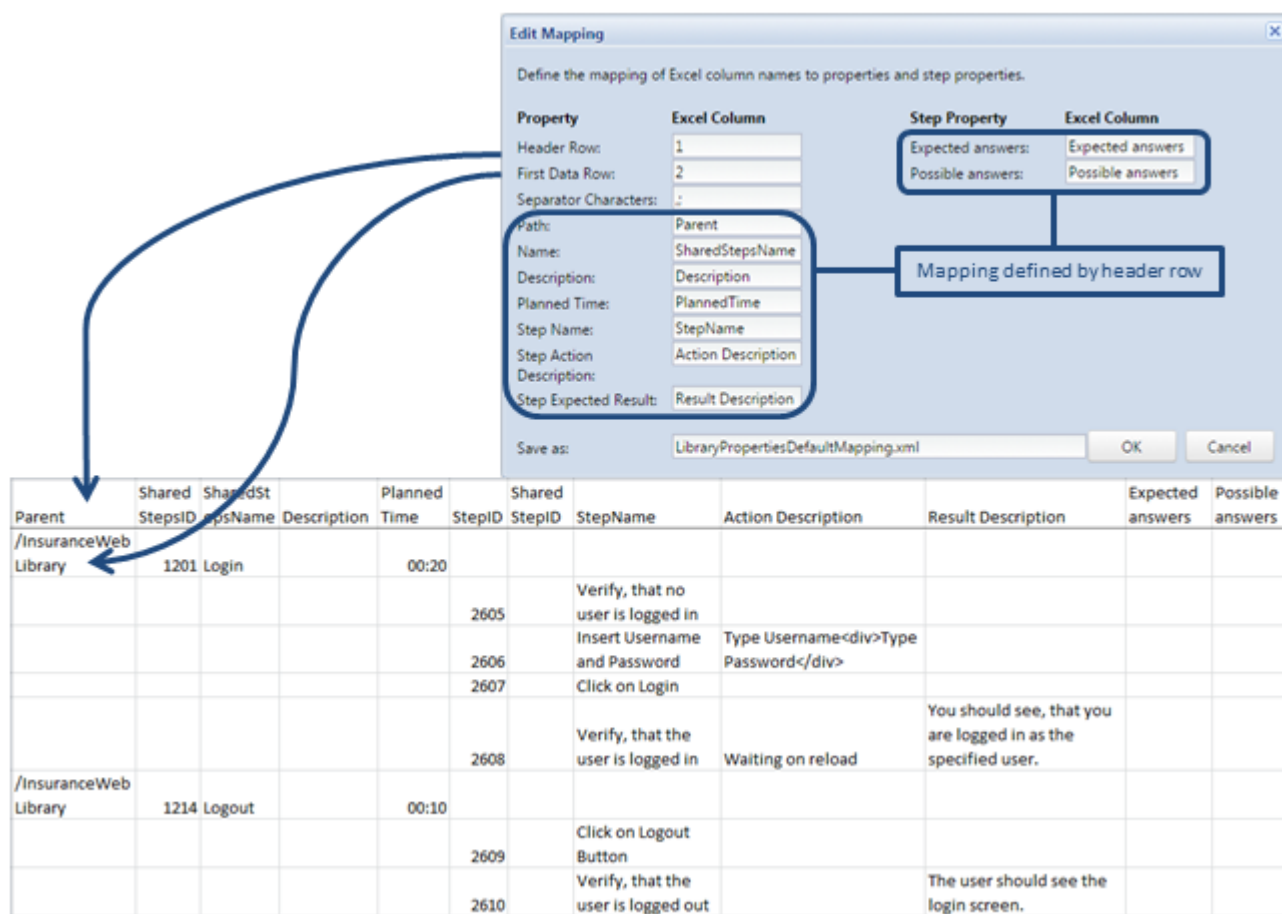 Edit Mapping
Define the mapping of Excel column names to properties and step properties.
Property Excel Column Step Property Excel Column
Header Row: 1 Expected answers: Expected answers
First Data Row: 2 Possible answers: Possible answers
Separator Characters: .:
Path: Parent
Name: SharedStepsName
Description: Description
Mapping defined by header row
Planned Time: PlannedTime
Step Name: StepName
Step Action Action Description
Description:
Step Expected Result: Result Description
Save as: LibraryPropertiesDefaultMapping.xml OK Cancel
Shared SharedSt Planned Shared Expected Possible
Parent StepsID epsName Description Time StepID StepID StepName Action Description Result Description answers answers
/InsuranceWeb
Library 1201 Login 00:20
Verify, that no
2605 user is logged in
Insert Username Type Username<div>Type
2606 and Password Password</div>
2607 Click on Login
You should see, that you
Verify, that the are logged in as the
2608 user is logged in Waiting on reload specified user.
/InsuranceWeb
Library 1214 Logout 00:10
Click on Logout
2609 Button
Verify, that the The user should see the
2610 user is logged out login screen.